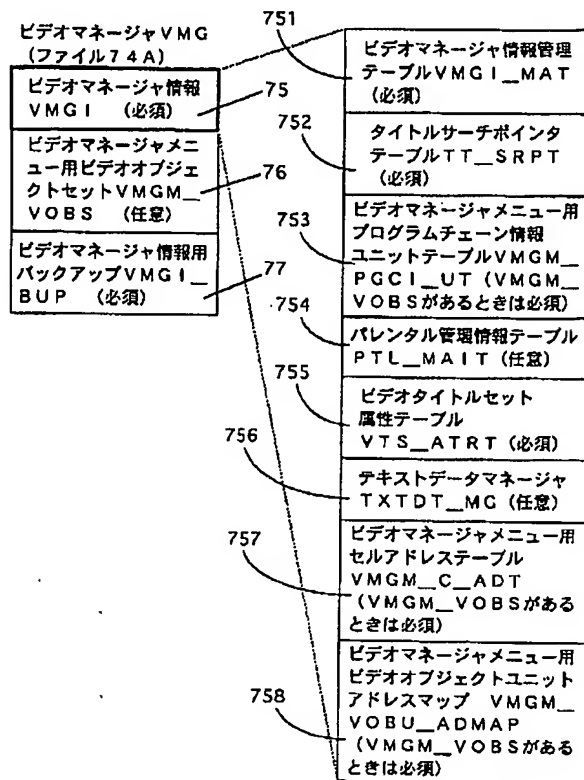 ビデオマネージャVMG
(ファイル74A)
ビデオマネージャ情報
VMGI (必須)
75
ビデオマネージャメニ
ュー用ビデオオブジェ
クトセットVMGM__
VOBS (任意)
76
ビデオマネージャ情報用
バックアップVMGI__
BUP (必須)
77
751
ビデオマネージャ情報管理
テーブルVMGI__MAT
(必須)
752
タイトルサーチポインタ
テーブルTT__SRPT
(必須)
753
ビデオマネージャメニュー用
プログラムチェーン情報
ユニットテーブルVMGM__
PGCI__UT (VMGM__
VOBSがあるときは必須)
754
パレンタル管理情報テーブル
PTL__MAIT (任意)
755
ビデオタイトルセット
属性テーブル
VTS__ATRT (必須)
756
テキストデータマネージャ
TXTDT__MG (任意)
757
ビデオマネージャメニュー用
セルアドレステーブル
VMGM__C__ADT
(VMGM__VOBSがある
ときは必須)
758
ビデオマネージャメニュー用
ビデオオブジェクトユニット
アドレスマップ VMGM__
VOBU__ADMAP
(VMGM__VOBSがある
ときは必須)